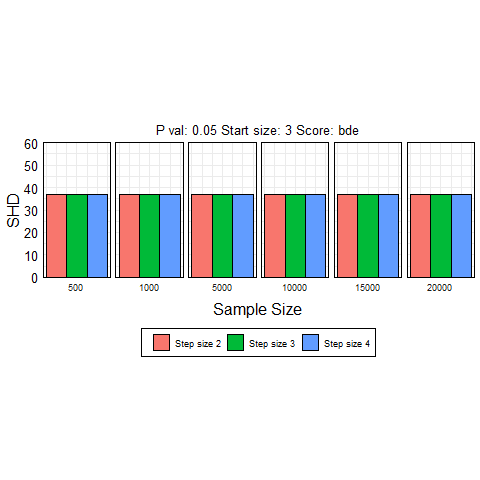 P val: 0.05 Start size: 3 Score: bde
SHD
60
50
40
30
20
10
0
500 1000 5000 10000 15000 20000
Sample Size
Step size 2 Step size 3 Step size 4